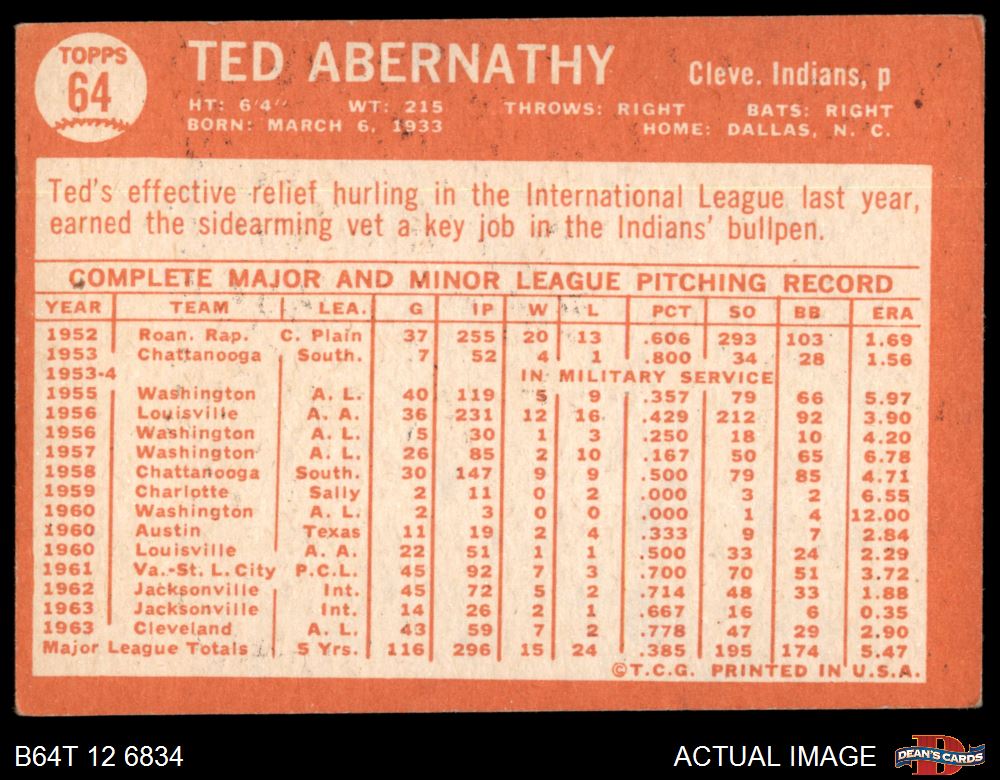 TOPPS
64
TED ABERNATHY
Cleve. Indians, p
HT: 6'4" WT: 215 THROWS: RIGHT BATS: RIGHT
BORN: MARCH 6, 1933 HOME: DALLAS, N. C.
Ted's effective relief hurling in the International League last year,
earned the sidearming vet a key job in the Indians' bullpen.
COMPLETE MAJOR AND MINOR LEAGUE PITCHING RECORD
YEAR TEAM LEA. G IP W L PCT SO BB ERA
1952 Roan. Rap. C. Plain 37 255 20 13 .606 293 103 1.69
1953 Chattanooga South. 7 52 4 1 .800 34 28 1.56
1953-4 IN MILITARY SERVICE
1955 Washington A. L. 40 119 5 9 .357 79 66 5.97
1956 Louisville A. A. 36 231 12 16 .429 212 92 3.90
1956 Washington A. L. 5 30 1 3 .250 18 10 4.20
1957 Washington A. L. 26 85 2 10 .167 50 65 6.78
1958 Chattanooga South. 30 147 9 9 .500 79 85 4.71
1959 Charlotte Sally 2 11 0 2 .000 3 2 6.55
1960 Washington A. L. 2 3 0 0 .000 1 4 12.00
1960 Austin Texas 11 19 2 4 .333 9 7 2.84
1960 Louisville A. A. 22 51 1 1 .500 33 24 2.29
1961 Va.-St. L. City P.C.L. 45 92 7 3 .700 70 51 3.72
1962 Jacksonville Int. 45 72 5 2 .714 48 33 1.88
1963 Jacksonville Int. 14 26 2 1 .667 16 6 0.35
1963 Cleveland A. L. 43 59 7 2 .778 47 29 2.90
Major League Totals 5 Yrs. 116 296 15 24 .385 195 174 5.47
©T.C.G. PRINTED IN U.S.A.
B64T 12 6834
ACTUAL IMAGE
D
DEAN'S CARDS